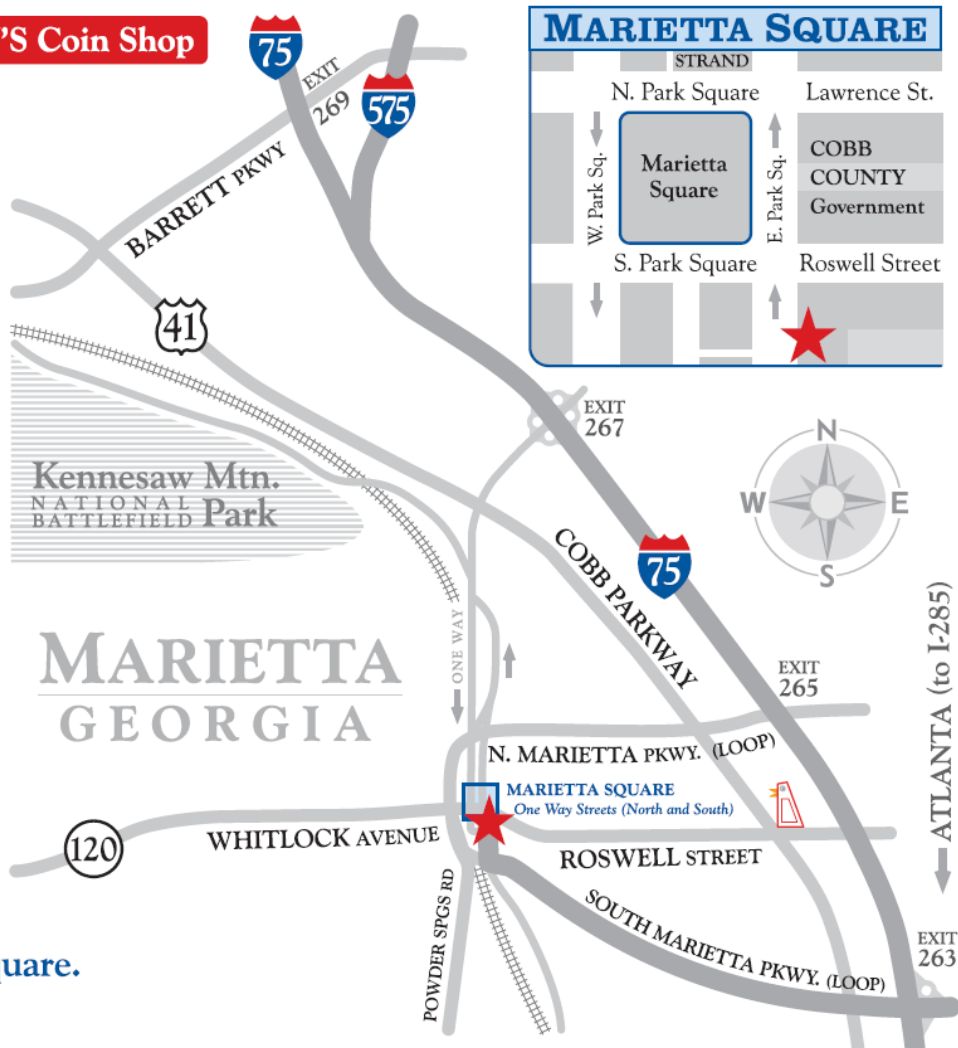 'S Coin Shop
75
EXIT
269
575
BARRETT PKWY
41
MARIETTA SQUARE
STRAND
N. Park Square
Lawrence St.
W. Park Sq.
Marietta
Square
E. Park Sq.
COBB
COUNTY
Government
S. Park Square
Roswell Street
EXIT
267
Kennesaw Mtn.
NATIONAL
BATTLEFIELD Park
N
W
E
S
COBB PARKWAY
75
MARIETTA
GEORGIA
ONE WAY
EXIT
265
ATLANTA (to I-285)
N. MARIETTA PKWY. (LOOP)
MARIETTA SQUARE
One Way Streets (North and South)
120
WHITLOCK AVENUE
ROSWELL STREET
POWDER SPGS RD
SOUTH MARIETTA PKWY. (LOOP)
EXIT
263
quare.